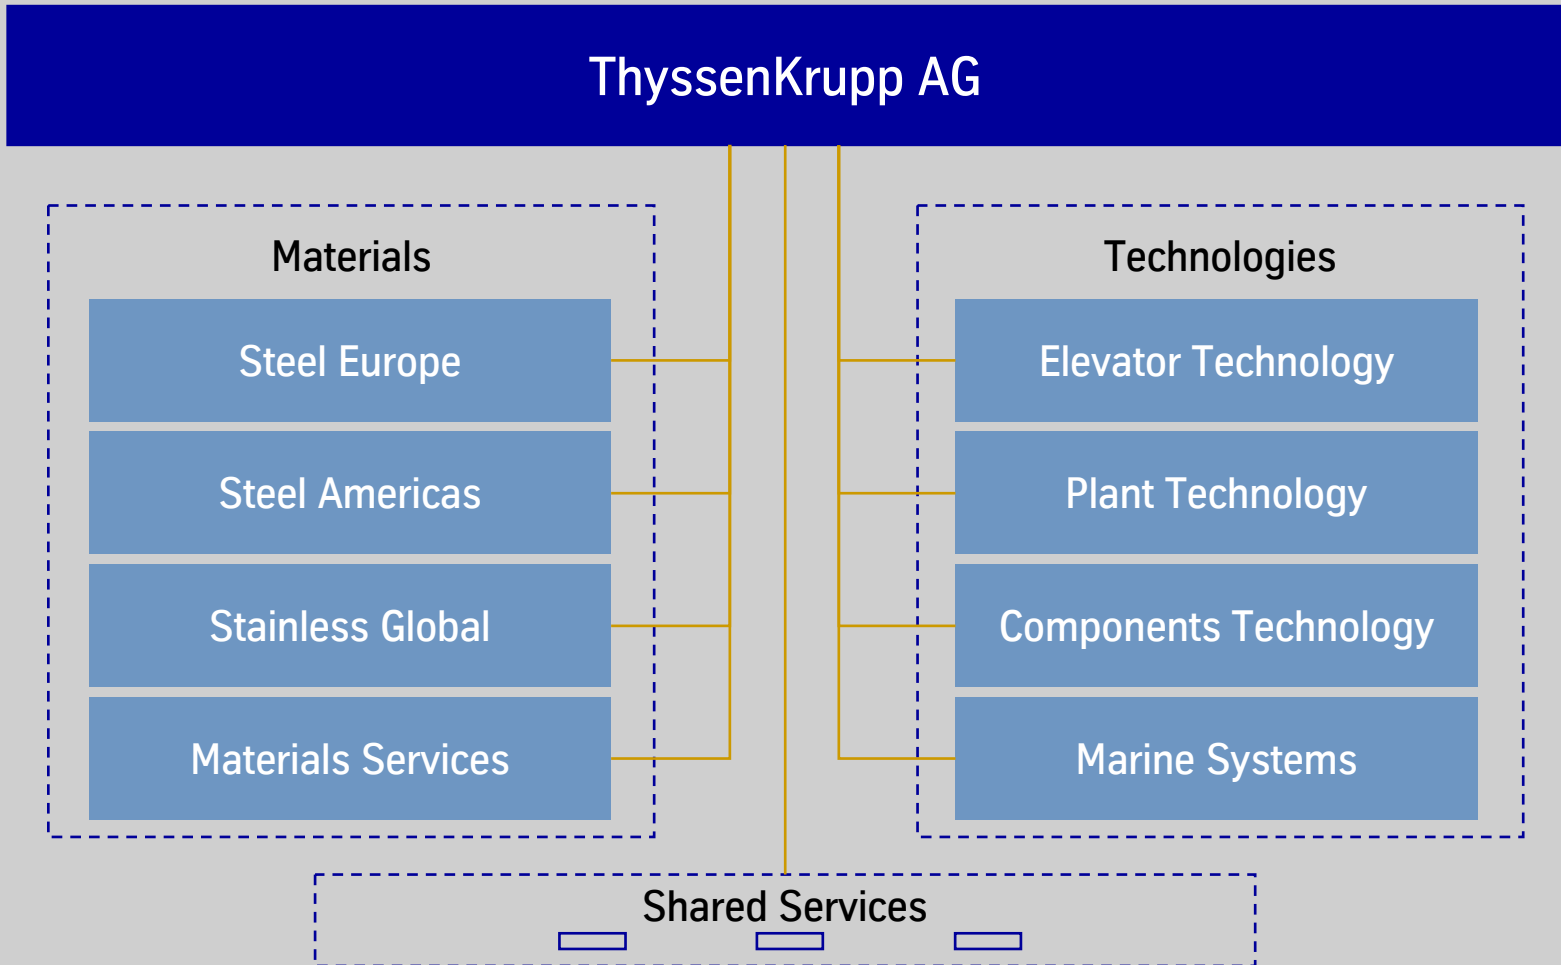 ThyssenKrupp AG
Materials
Steel Europe
Steel Americas
Stainless Global
Materials Services
Technologies
Elevator Technology
Plant Technology
Components Technology
Marine Systems
Shared Services